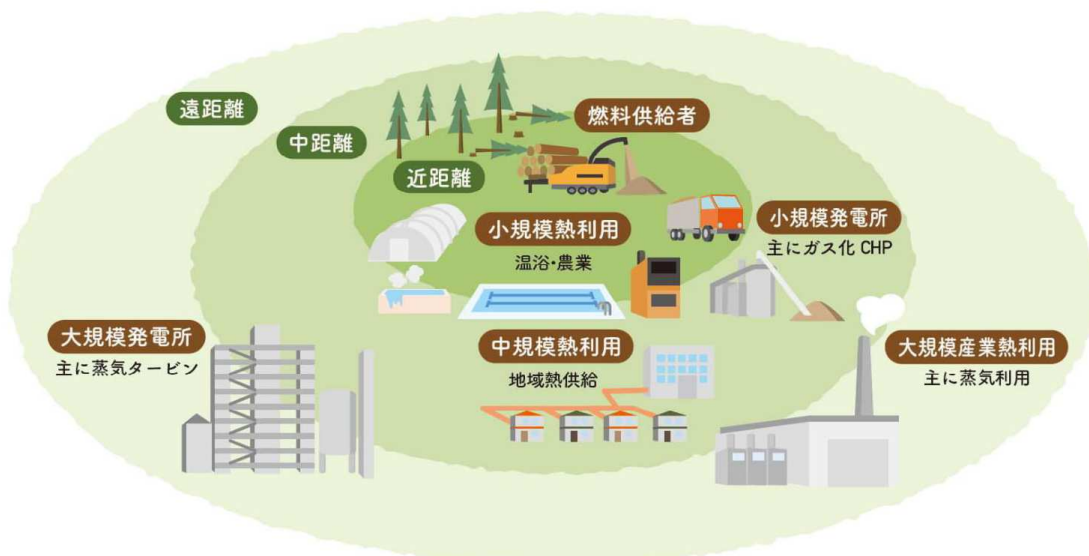 遠距離
中距離
近距離
燃料供給者
小規模熱利用
温浴・農業
小規模発電所
主にガス化 CHP
大規模発電所
主に蒸気タービン
中規模熱利用
地域熱供給
大規模産業熱利用
主に蒸気利用